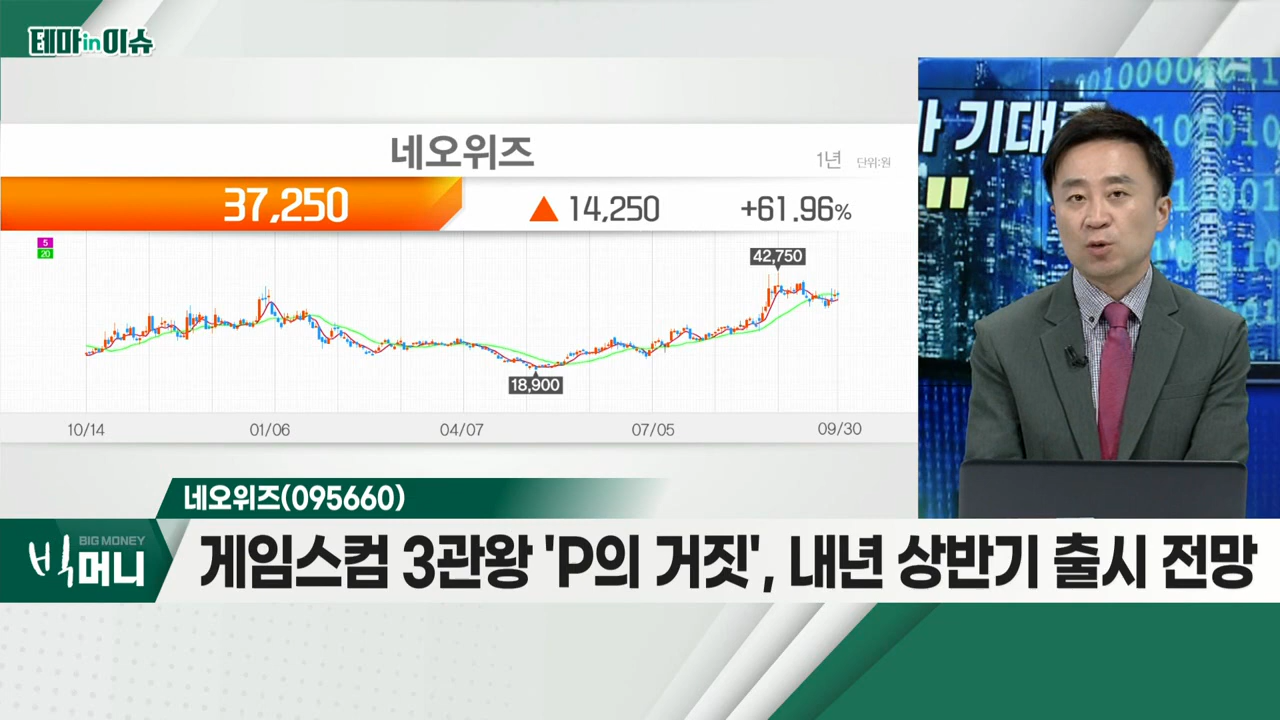 테마in이슈
네오위즈
1년 단위:원
37,250 ▲ 14,250 +61.96%
5
20
42,750
18,900
10/14 01/06 04/07 07/05 09/30
기대
"
010000
네오위즈(095660)
BIG MONEY
빅머니
게임스컴 3관왕 'P의 거짓', 내년 상반기 출시 전망